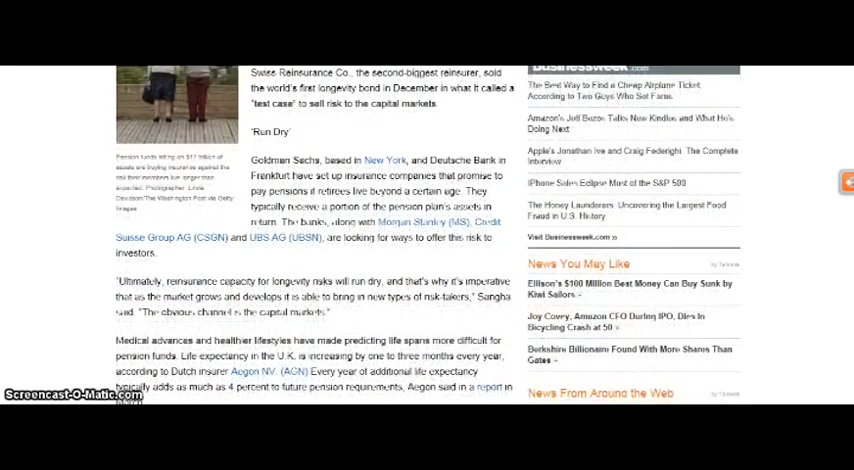 Swiss Reinsurance Co., the second-biggest reinsurer, sold
the world's first longevity bond in December in what it called a
"test case" to sell risk to the capital markets.
'Run Dry'
Goldman Sachs, based in New York, and Deutsche Bank in
Frankfurt have set up insurance companies that promise to
pay pensions if retirees live beyond a certain age. They
typically receive a portion of the pension plan's assets in
return. The banks, along with Morgan Stanley (MS), Credit
Suisse Group AG (CSGN) and UBS AG (UBSN), are looking for ways to offer this risk to
investors.
"Ultimately, reinsurance capacity for longevity risks will run dry, and that's why it's imperative
that as the market grows and develops it is able to bring in new types of risk-takers," Sangha
said. "The obvious channel is the capital markets."
Medical advances and healthier lifestyles have made predicting life spans more difficult for
pension funds. Life expectancy in the U.K. is increasing by one to three months every year,
according to Dutch insurer Aegon NV. (AGN) Every year of additional life expectancy
typically adds as much as 4 percent to future pension requirements, Aegon said in a report in
March.
Pension funds sitting on $17 trillion of
assets are buying insurance against the
risk their members live longer than
expected. Photographer: Linda
Davidson/The Washington Post via Getty
Images
Businessweek.com
The Best Way to Find a Cheap Airplane Ticket,
According to Two Guys Who Set Fares
Amazon's Jeff Bezos Talks New Kindles and What He's
Doing Next
Apple's Jonathan Ive and Craig Federighi: The Complete
Interview
iPhone Sales Eclipse Most of the S&P 500
The Honey Launderers: Uncovering the Largest Food
Fraud in U.S. History
Visit Businessweek.com »
News You May Like
by Taboola
Ellison's $100 Million Best Money Can Buy Sunk by
Kiwi Sailors
Joy Covey, Amazon CFO During IPO, Dies in
Bicycling Crash at 50
Berkshire Billionaire Found With More Shares Than
Gates
News From Around the Web
by Taboola
Screencast-O-Matic.com